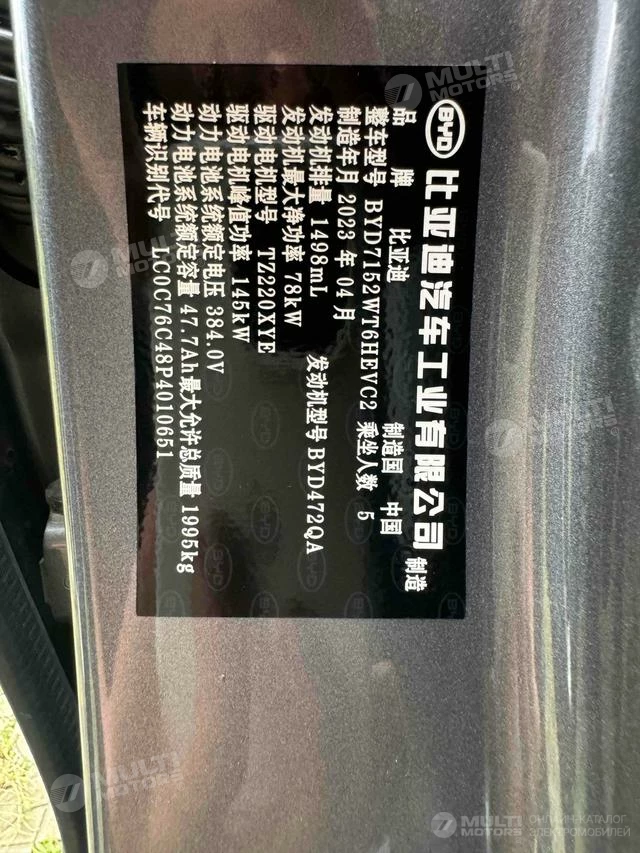 BYD 比亚迪汽车工业有限公司 制造
品 牌 比亚迪 制造国 中国
整车型号 BYD7152WT6HEVC2 乘坐人数 5
制造年月 2023 年 04 月
发动机排量 1498mL 发动机型号 BYD472QA
发动机最大净功率 78kW
驱动电机型号 TZ220XYE
驱动电机峰值功率 145kW
动力电池系统额定电压 384.0V
动力电池系统额定容量 47.7Ah最大允许总质量 1995kg
车辆识别代号 LC0C76C48P4010651
MULTI MOTORS
MULTI MOTORS
MULTI MOTORS
MULTI MOTORS
MULTI MOTORS ОНЛАЙН-КАТАЛОГ
ЭЛЕКТРОМОБИЛЕЙ